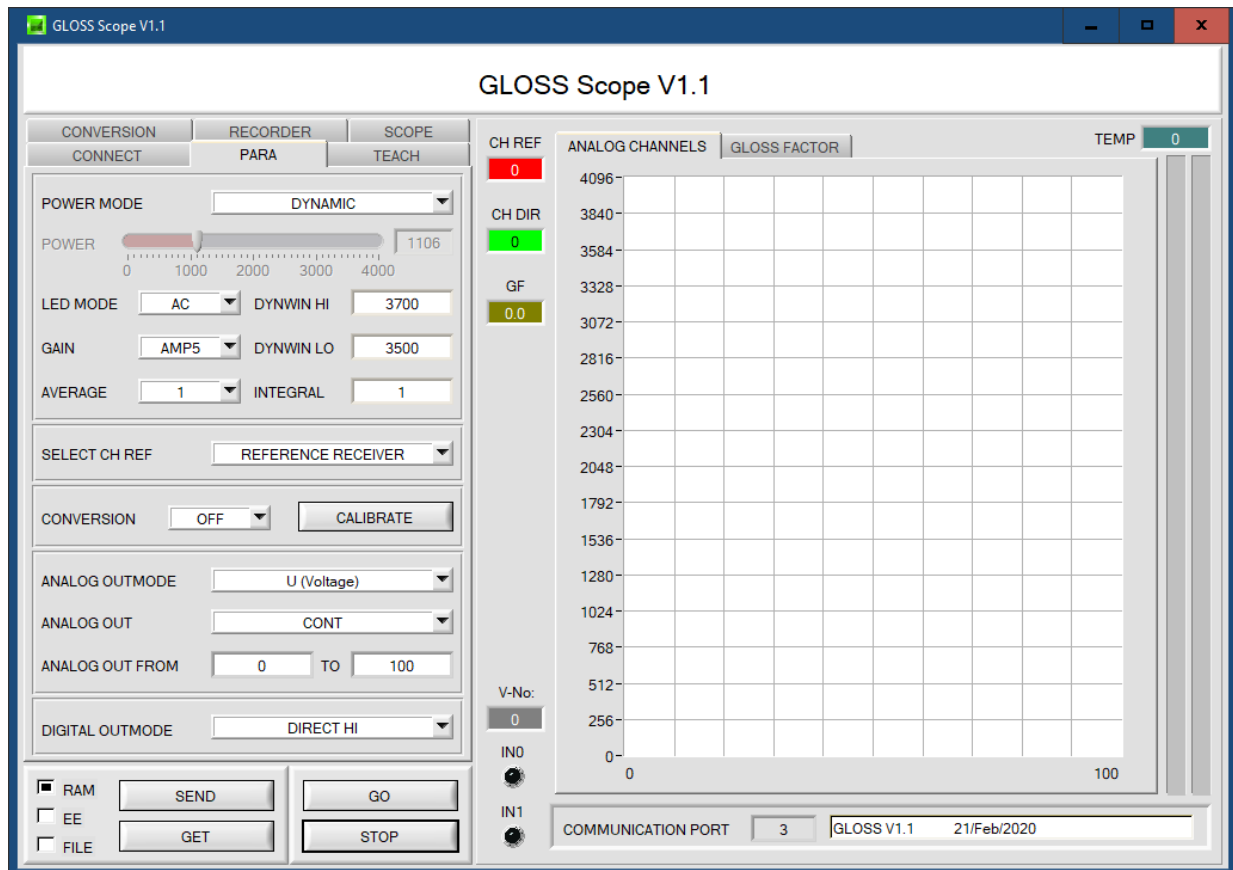 GLOSS Scope V1.1
GLOSS Scope V1.1
CONVERSION RECORDER SCOPE
CONNECT PARA TEACH
POWER MODE DYNAMIC
POWER 1106
0 1000 2000 3000 4000
LED MODE AC DYNWIN HI 3700
GAIN AMP5 DYNWIN LO 3500
AVERAGE 1 INTEGRAL 1
SELECT CH REF REFERENCE RECEIVER
CONVERSION OFF CALIBRATE
ANALOG OUTMODE U (Voltage)
ANALOG OUT CONT
ANALOG OUT FROM 0 TO 100
DIGITAL OUTMODE DIRECT HI
RAM SEND GO
EE
GET STOP
FILE
CH REF
0
CH DIR
0
GF
0.0
V-No:
0
IN0
IN1
ANALOG CHANNELS GLOSS FACTOR
TEMP 0
4096
3840
3584
3328
3072
2816
2560
2304
2048
1792
1536
1280
1024
768
512
256
0
0 100
COMMUNICATION PORT 3 GLOSS V1.1 21/Feb/2020